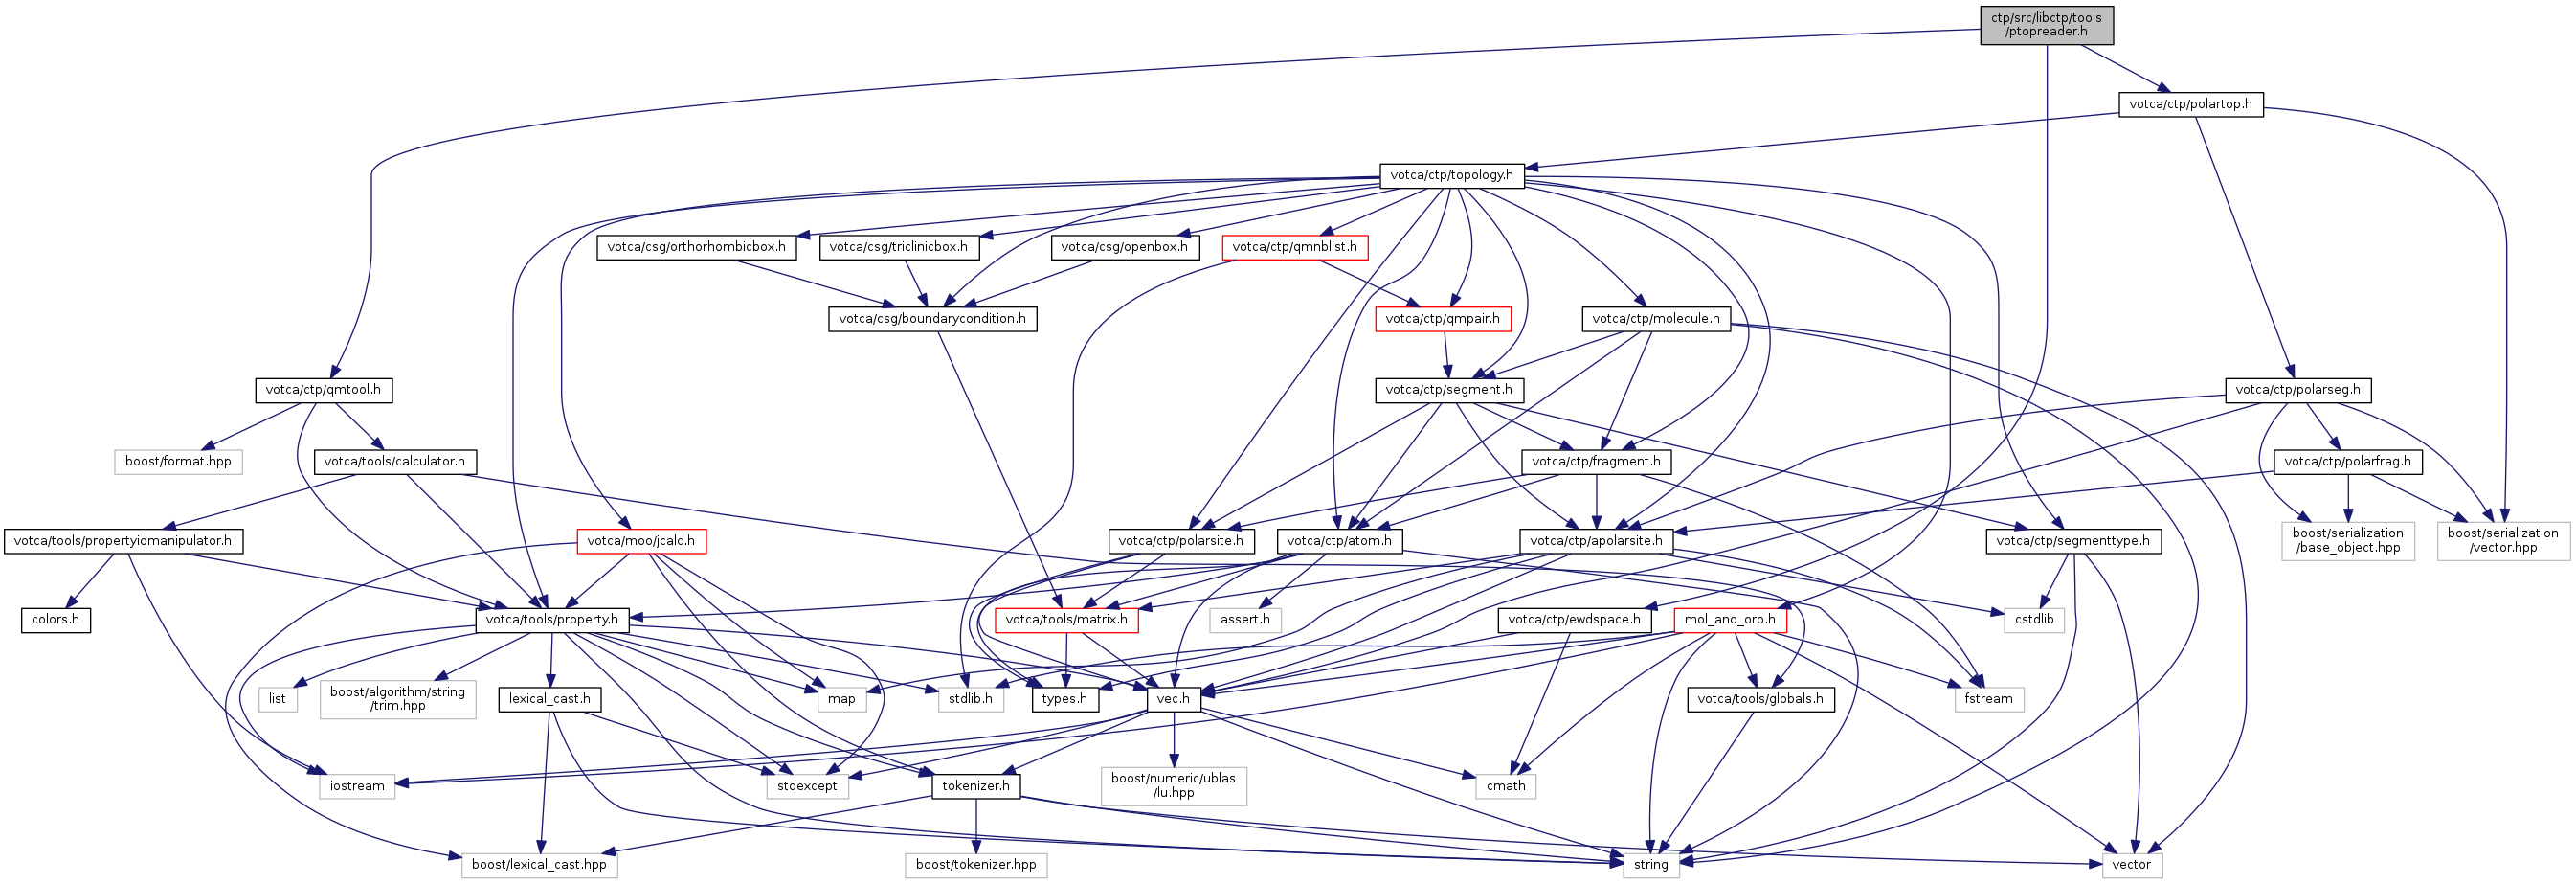 ctp/src/libctp/tools
/ptopreader.h
votca/ctp/polartop.h
votca/ctp/topology.h
votca/csg/orthorhombicbox.h
votca/csg/triclinicbox.h
votca/csg/openbox.h
votca/ctp/qmnblist.h
votca/csg/boundarycondition.h
votca/ctp/qmpair.h
votca/ctp/molecule.h
votca/ctp/qmtool.h
votca/ctp/segment.h
votca/ctp/polarseg.h
boost/format.hpp
votca/tools/calculator.h
votca/ctp/fragment.h
votca/ctp/polarfrag.h
votca/tools/propertyiomanipulator.h
votca/moo/jcalc.h
votca/ctp/polarsite.h
votca/ctp/atom.h
votca/ctp/apolarsite.h
votca/ctp/segmenttype.h
boost/serialization
/base_object.hpp
boost/serialization
/vector.hpp
colors.h
votca/tools/property.h
votca/tools/matrix.h
assert.h
votca/ctp/ewdspace.h
mol_and_orb.h
cstdlib
list
boost/algorithm/string
/trim.hpp
lexical_cast.h
map
stdlib.h
types.h
vec.h
votca/tools/globals.h
fstream
iostream
stdexcept
tokenizer.h
boost/numeric/ublas
/lu.hpp
cmath
boost/lexical_cast.hpp
boost/tokenizer.hpp
string
vector